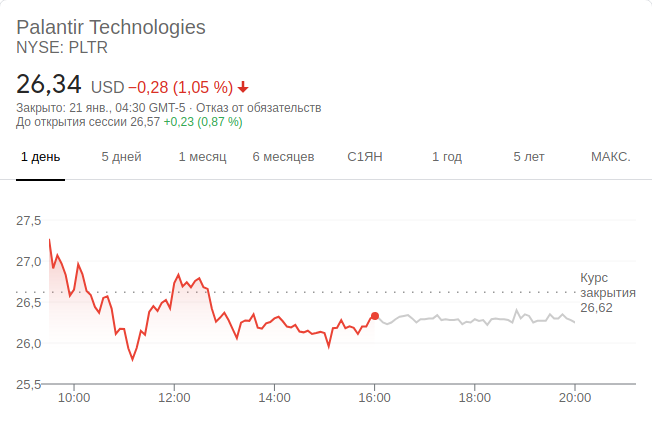 Palantir Technologies
NYSE: PLTR
26,34 USD −0,28 (1,05 %)
Закрыто: 21 янв., 04:30 GMT-5 · Отказ от обязательств
До открытия сессии 26,57 +0,23 (0,87 %)
1 день 5 дней 1 месяц 6 месяцев С1ЯН 1 год 5 лет МАКС.
27,5
27,0
Курс
закрытия
26,5
26,62
26,0
25,5
10:00 12:00 14:00 16:00 18:00 20:00